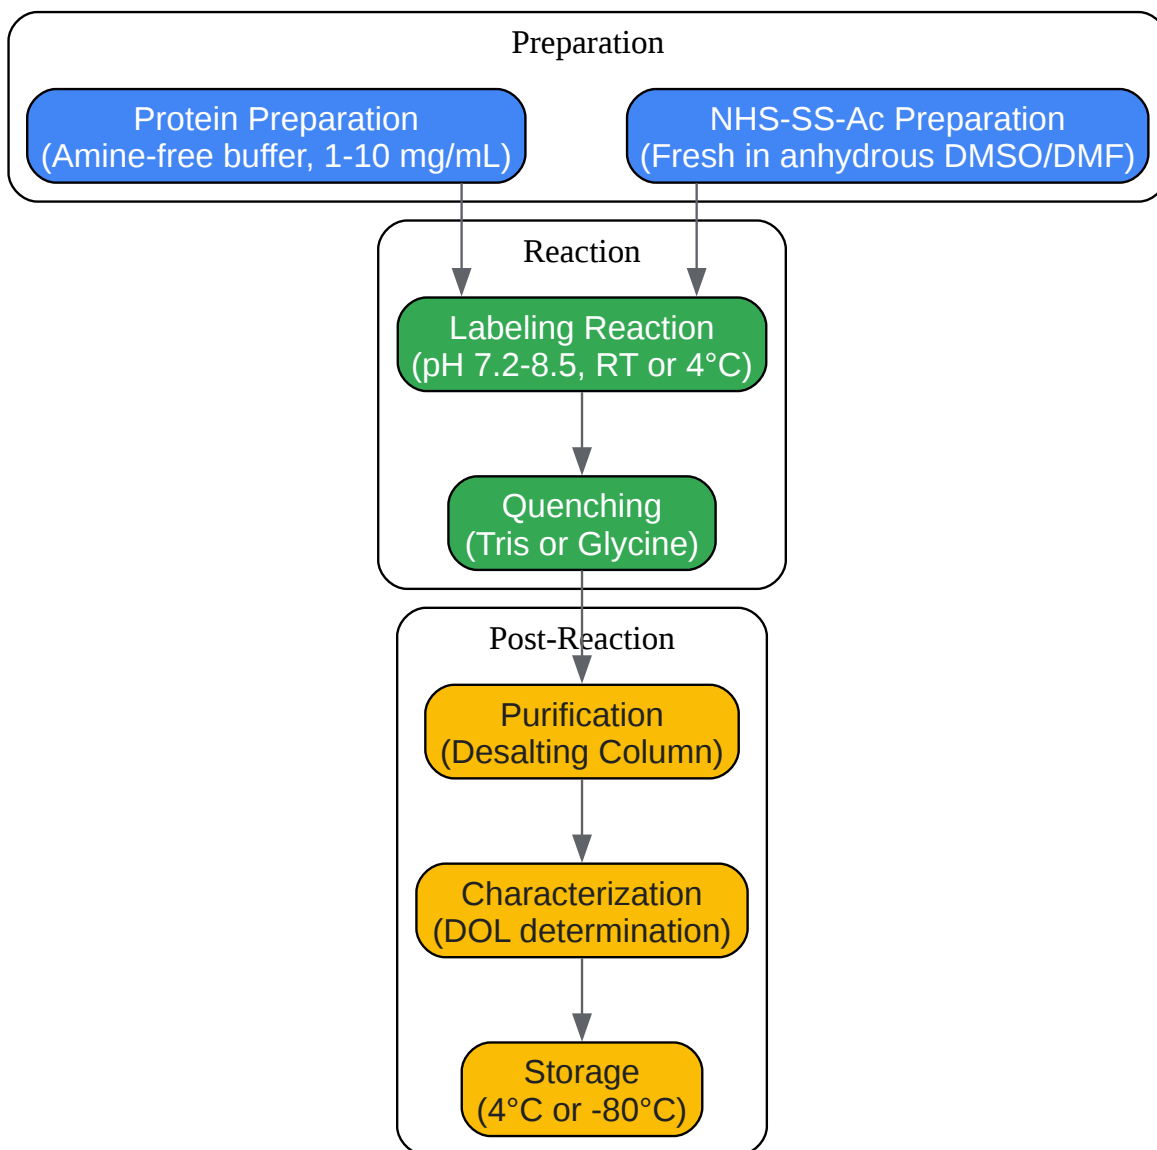 Preparation
Protein Preparation
(Amine-free buffer, 1-10 mg/mL)
NHS-SS-Ac Preparation
(Fresh in anhydrous DMSO/DMF)
Reaction
Labeling Reaction
(pH 7.2-8.5, RT or 4°C)
Quenching
(Tris or Glycine)
Post-Reaction
Purification
(Desalting Column)
Characterization
(DOL determination)
Storage
(4°C or -80°C)